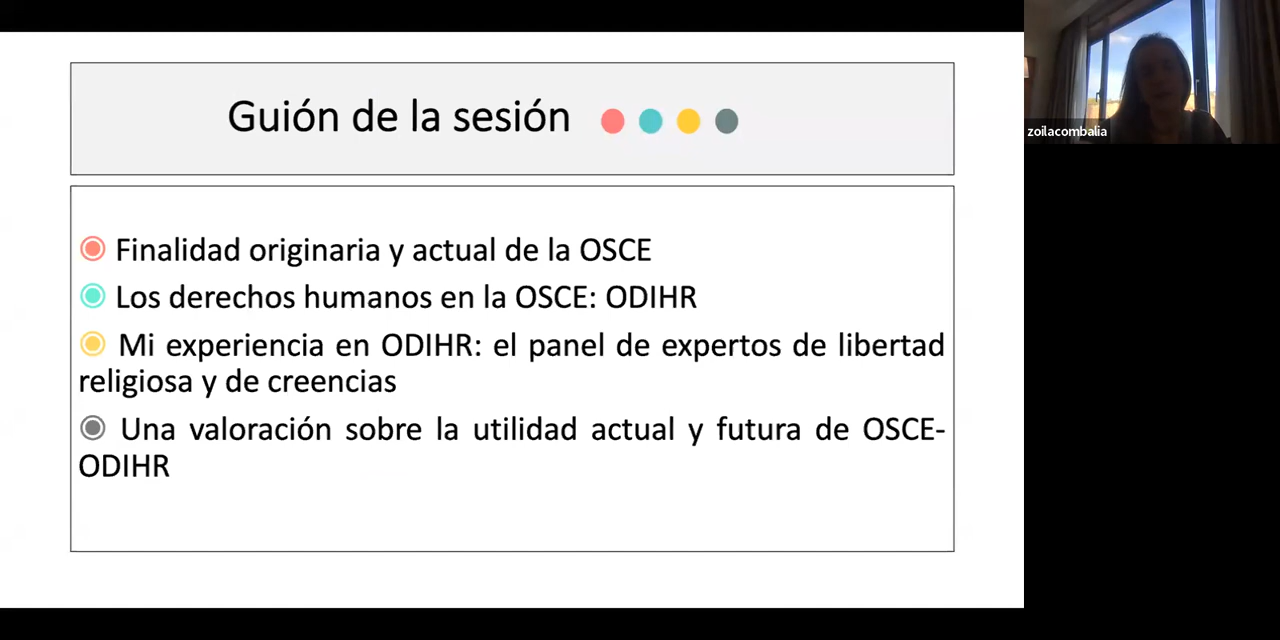 Guión de la sesión
zoilacombalia
Finalidad originaria y actual de la OSCE
Los derechos humanos en la OSCE: ODIHR
Mi experiencia en ODIHR: el panel de expertos de libertad
religiosa y de creencias
Una valoración sobre la utilidad actual y futura de OSCE-
ODIHR